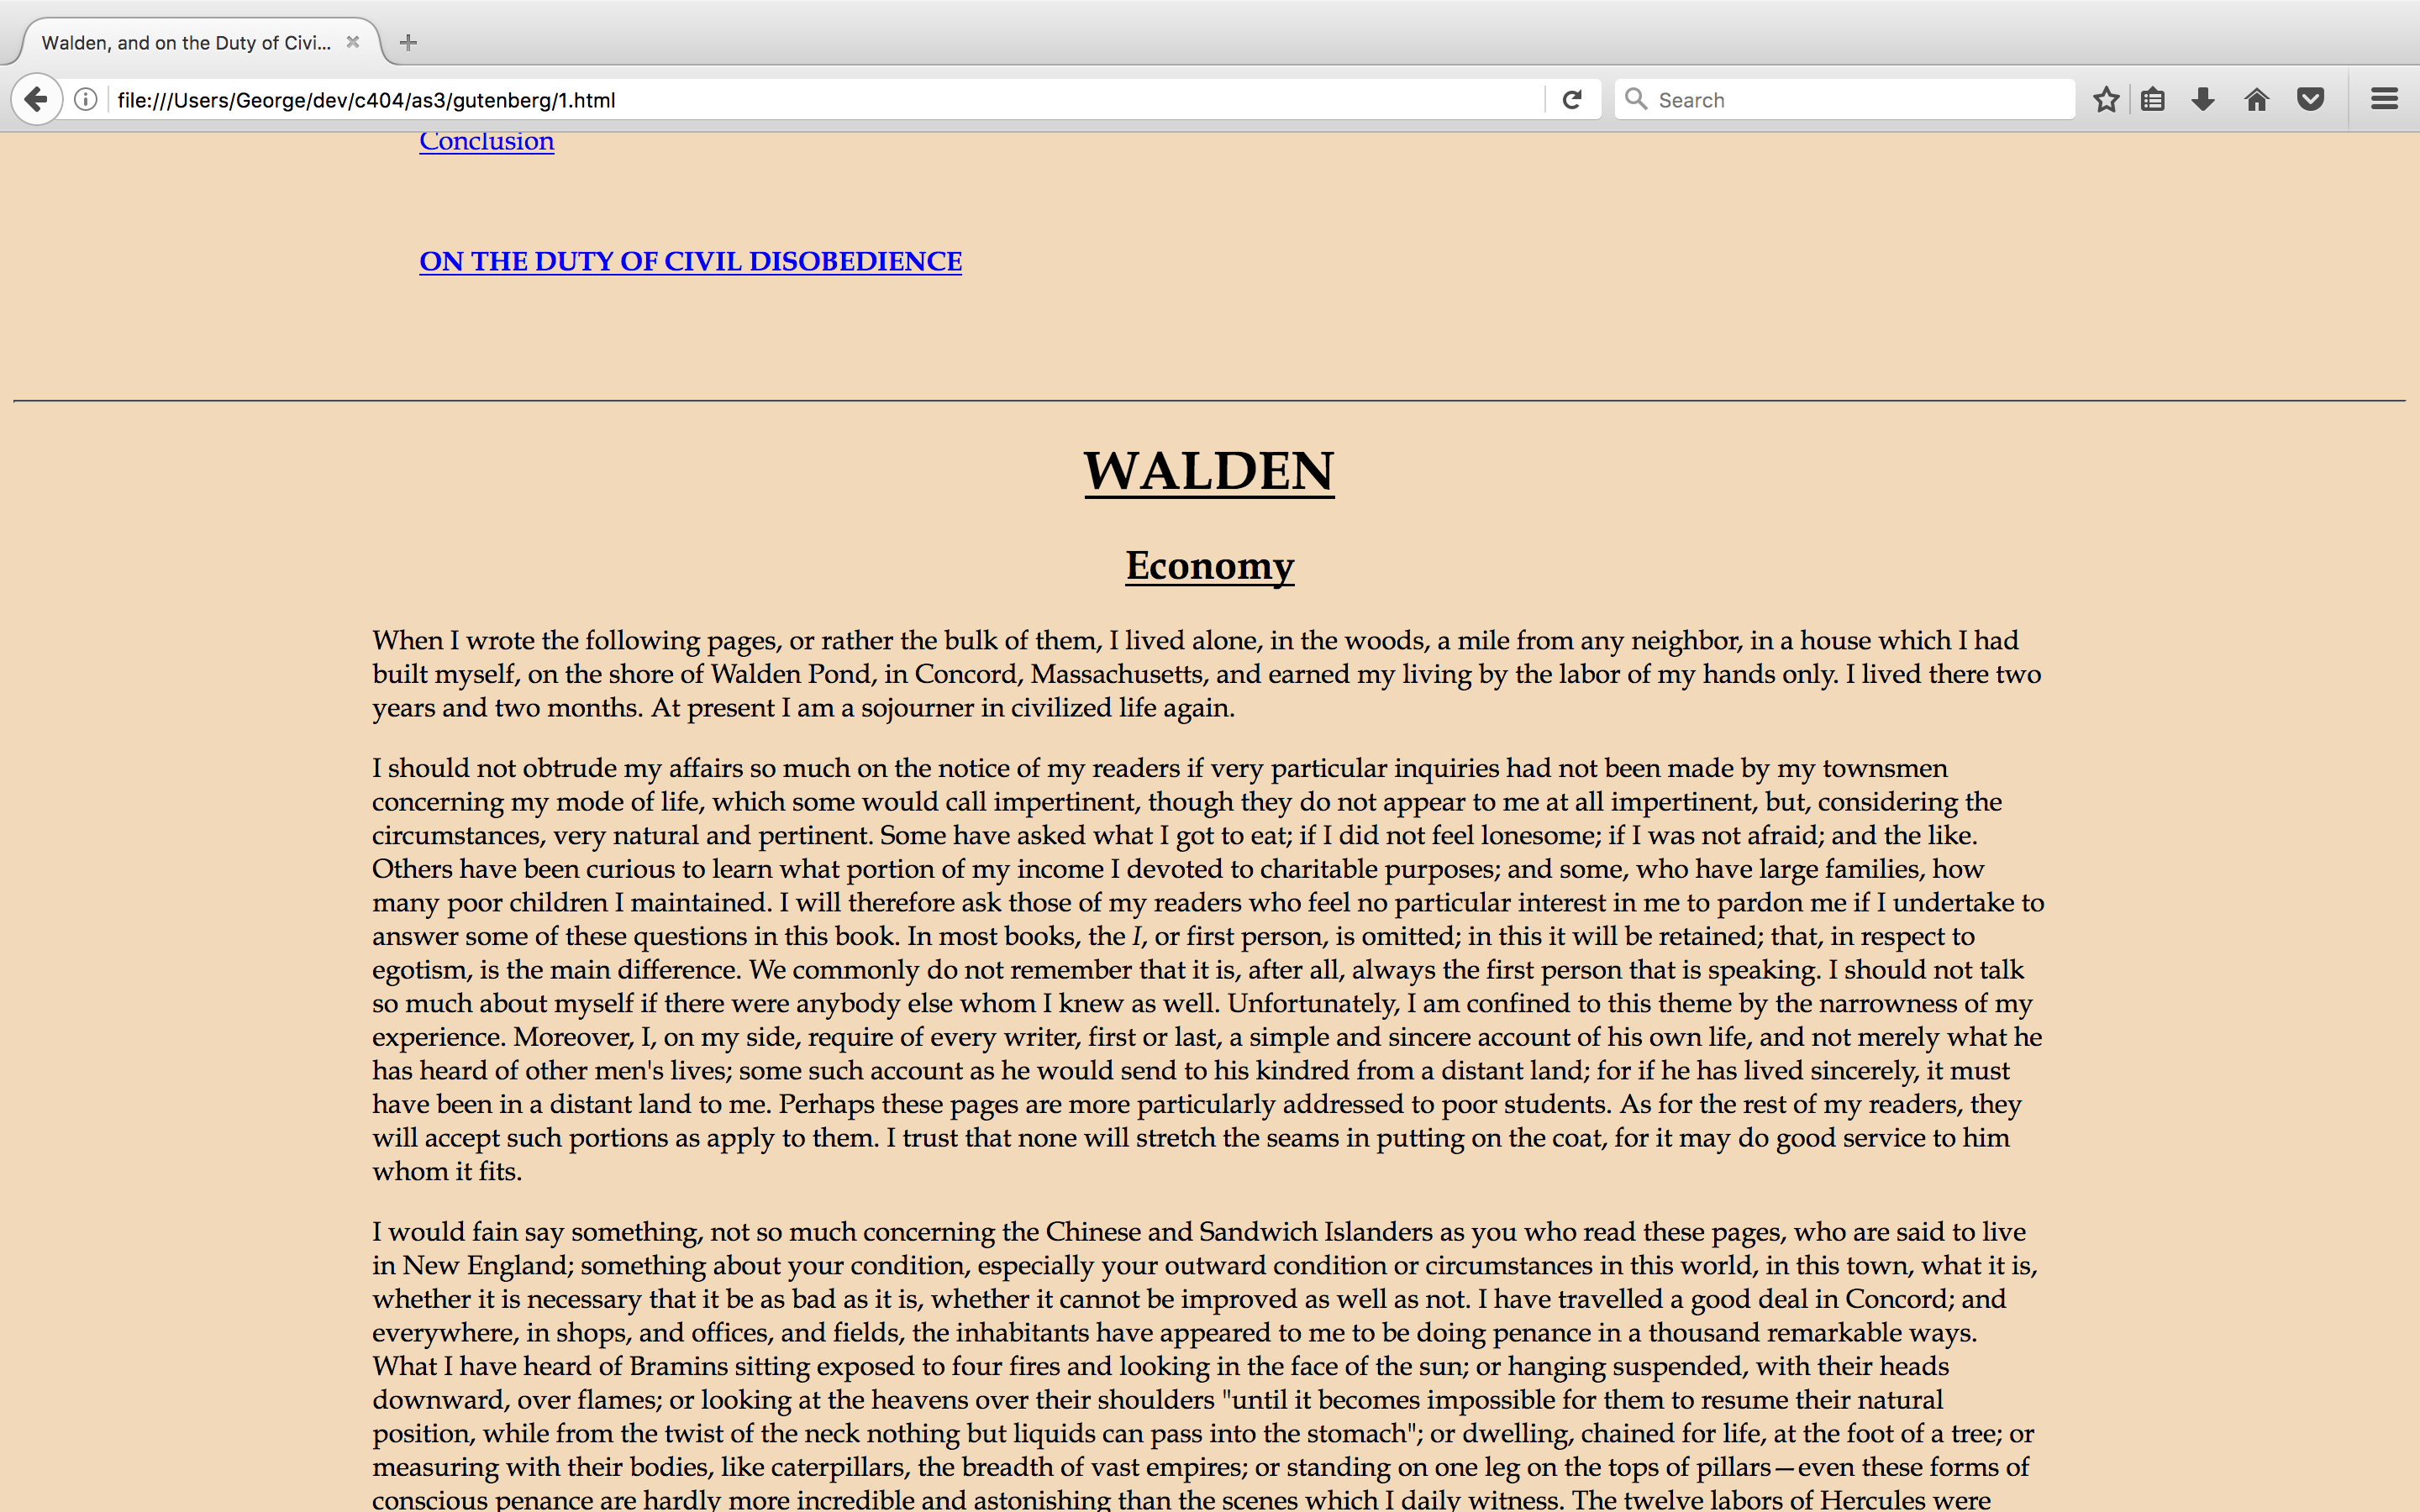 Walden, and on the Duty of Civi...
file:///Users/George/dev/c404/as3/gutenberg/1.html
Search
Conclusion
ON THE DUTY OF CIVIL DISOBEDIENCE
WALDEN
Economy
When I wrote the following pages, or rather the bulk of them, I lived alone, in the woods, a mile from any neighbor, in a house which I had
built myself, on the shore of Walden Pond, in Concord, Massachusetts, and earned my living by the labor of my hands only. I lived there two
years and two months. At present I am a sojourner in civilized life again.
I should not obtrude my affairs so much on the notice of my readers if very particular inquiries had not been made by my townsmen
concerning my mode of life, which some would call impertinent, though they do not appear to me at all impertinent, but, considering the
circumstances, very natural and pertinent. Some have asked what I got to eat; if I did not feel lonesome; if I was not afraid; and the like.
Others have been curious to learn what portion of my income I devoted to charitable purposes; and some, who have large families, how
many poor children I maintained. I will therefore ask those of my readers who feel no particular interest in me to pardon me if I undertake to
answer some of these questions in this book. In most books, the I, or first person, is omitted; in this it will be retained; that, in respect to
egotism, is the main difference. We commonly do not remember that it is, after all, always the first person that is speaking. I should not talk
so much about myself if there were anybody else whom I knew as well. Unfortunately, I am confined to this theme by the narrowness of my
experience. Moreover, I, on my side, require of every writer, first or last, a simple and sincere account of his own life, and not merely what he
has heard of other men's lives; some such account as he would send to his kindred from a distant land; for if he has lived sincerely, it must
have been in a distant land to me. Perhaps these pages are more particularly addressed to poor students. As for the rest of my readers, they
will accept such portions as apply to them. I trust that none will stretch the seams in putting on the coat, for it may do good service to him
whom it fits.
I would fain say something, not so much concerning the Chinese and Sandwich Islanders as you who read these pages, who are said to live
in New England; something about your condition, especially your outward condition or circumstances in this world, in this town, what it is,
whether it is necessary that it be as bad as it is, whether it cannot be improved as well as not. I have travelled a good deal in Concord; and
everywhere, in shops, and offices, and fields, the inhabitants have appeared to me to be doing penance in a thousand remarkable ways.
What I have heard of Bramins sitting exposed to four fires and looking in the face of the sun; or hanging suspended, with their heads
downward, over flames; or looking at the heavens over their shoulders "until it becomes impossible for them to resume their natural
position, while from the twist of the neck nothing but liquids can pass into the stomach"; or dwelling, chained for life, at the foot of a tree; or
measuring with their bodies, like caterpillars, the breadth of vast empires; or standing on one leg on the tops of pillars—even these forms of
conscious penance are hardly more incredible and astonishing than the scenes which I daily witness. The twelve labors of Hercules were